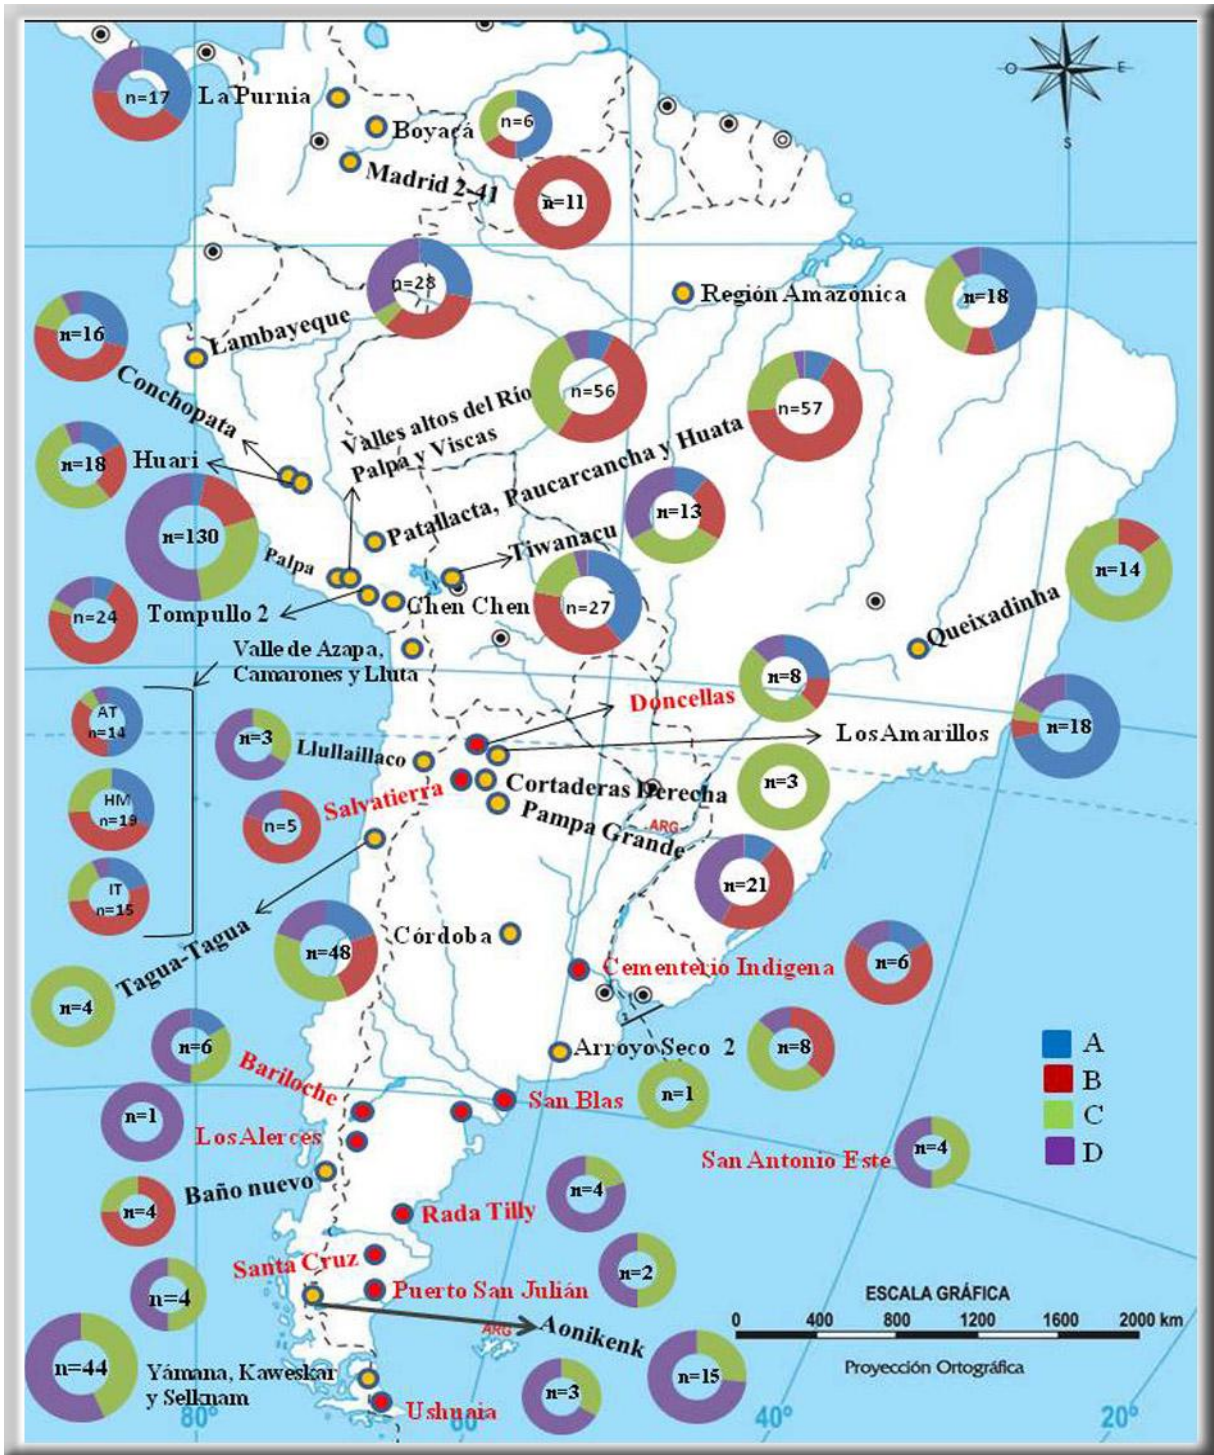 n=17
La Purnia
Boyacá
n=6
Madrid 2-41
n=11
O
E
S
n=28
Lambayeque
Región Amazónica
n=18
n=16
Conchopata
Valles altos del Río
Palpa y Viscas
n=56
n=57
n=18
Huari
Patallacta, Paucarcancha y Huata
n=13
n=130
Palpa
Tiwanacu
n=14
n=24
Tompullo 2
Chen Chen
n=27
Queixadinha
Valle de Azapa,
Camarones y Lluta
n=8
Doncellas
AT
n=14
n=3
Llullaillaco
LosAmarillos
n=18
HM
n=19
n=5
Salvatierra
Cortaderas Derecha
n=3
Pampa Grande
ARG
IT
n=15
n=21
Tagua-Tagua
n=48
Córdoba
Cementerio Indigena
n=6
n=4
n=6
Arroyo Seco 2
n=8
A
B
C
D
Bariloche
San Blas
n=1
n=1
LosAlerces
San Antonio Este
n=4
Baño nuevo
n=4
n=4
Rada Tilly
Santa Cruz
n=2
n=4
Puerto San Julián
ESCALA GRÁFICA
0 400 800 1200 1600 2000 km
Proyección Ortográfica
ARG
Aonikenk
n=44
Yámana, Kaweskar
y Selknam
n=3
n=15
Ushuaia
80°
60°
40°
20°